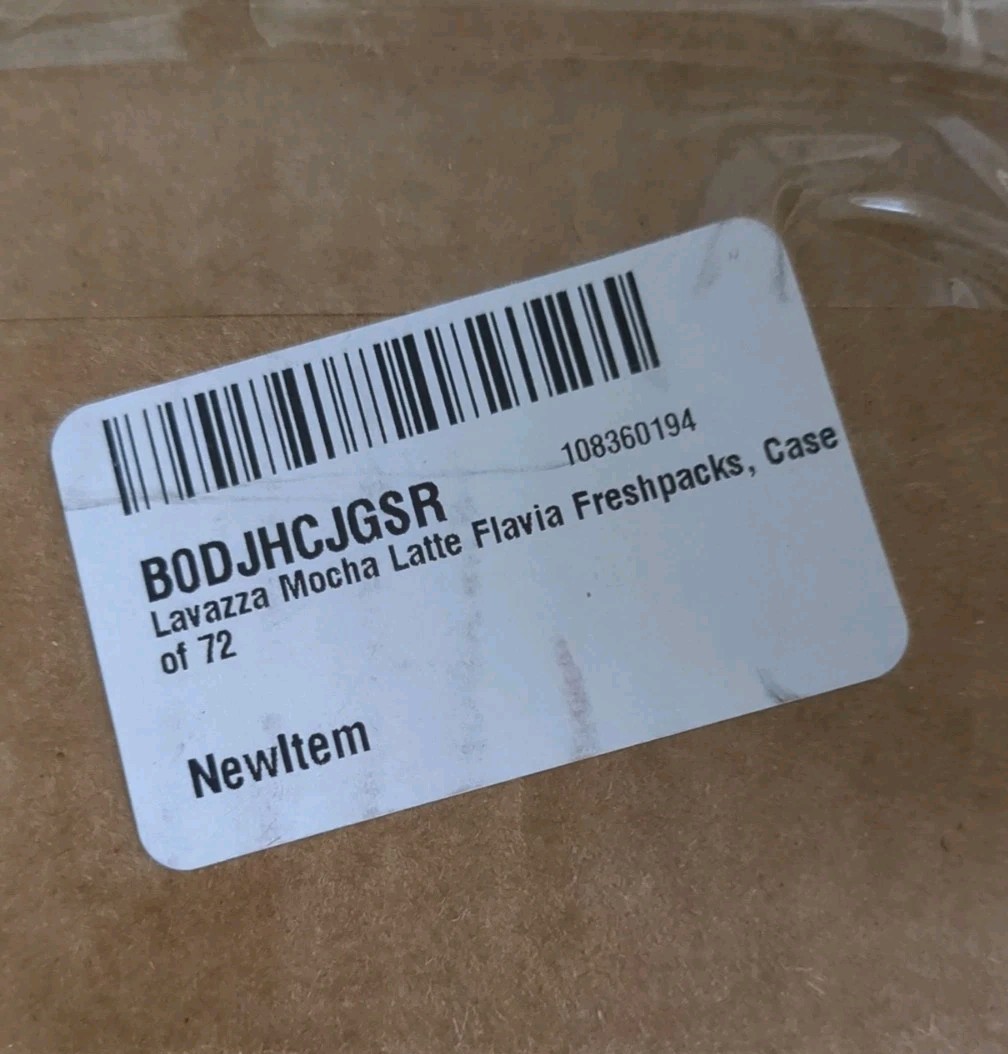 108360194
B0DJHCJGSR
Lavazza Mocha Latte Flavia Freshpacks, Case
of 72
NewItem